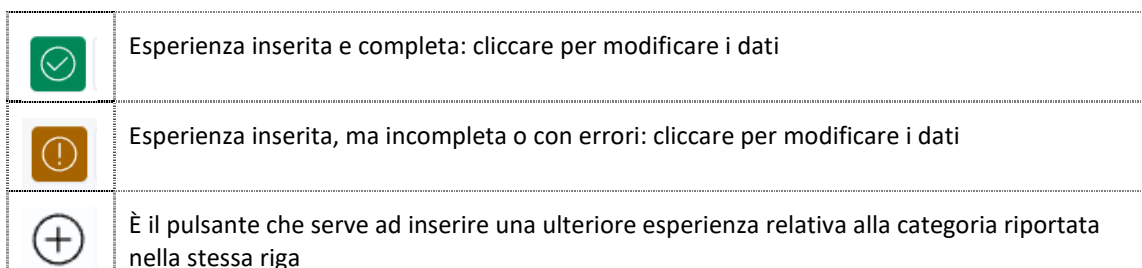 Esperienza inserita e completa: cliccare per modificare i dati
Esperienza inserita, ma incompleta o con errori: cliccare per modificare i dati
È il pulsante che serve ad inserire una ulteriore esperienza relativa alla categoria riportata
nella stessa riga